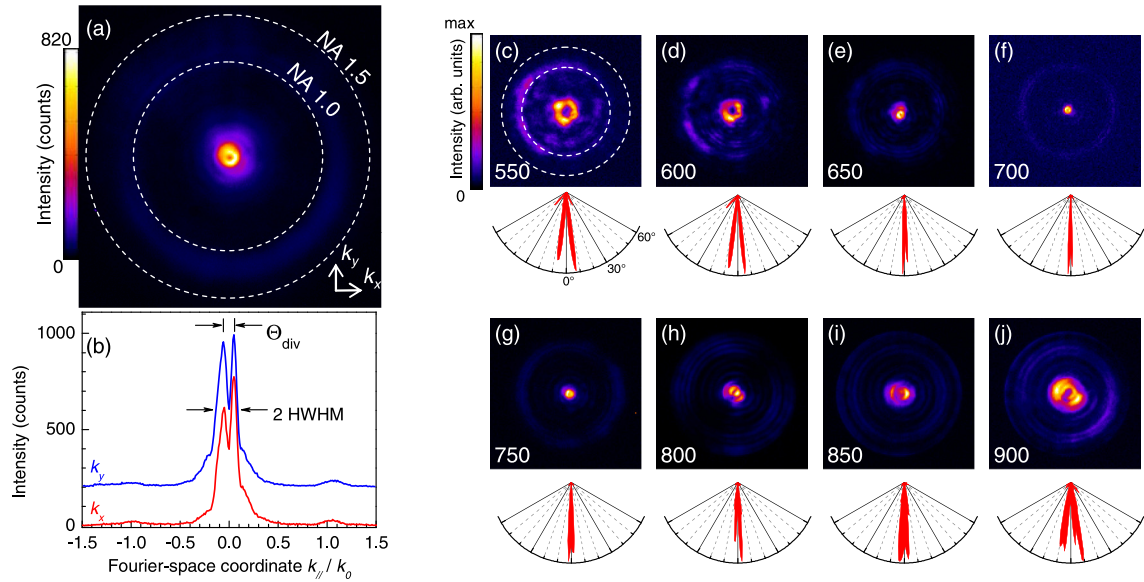 (a)
820
Intensity (counts)
0
NA 1.5
NA 1.0
k_y
k_x
(b)
1000
500
0
Intensity (counts)
Θ_div
2 HWHM
k_y
k_x
-1.5 -1.0 -0.5 0.0 0.5 1.0 1.5
Fourier-space coordinate k_// / k_0
max
Intensity (arb. units)
0
(c)
550
(d)
600
(e)
650
(f)
700
60°
30°
0°
(g)
750
(h)
800
(i)
850
(j)
900